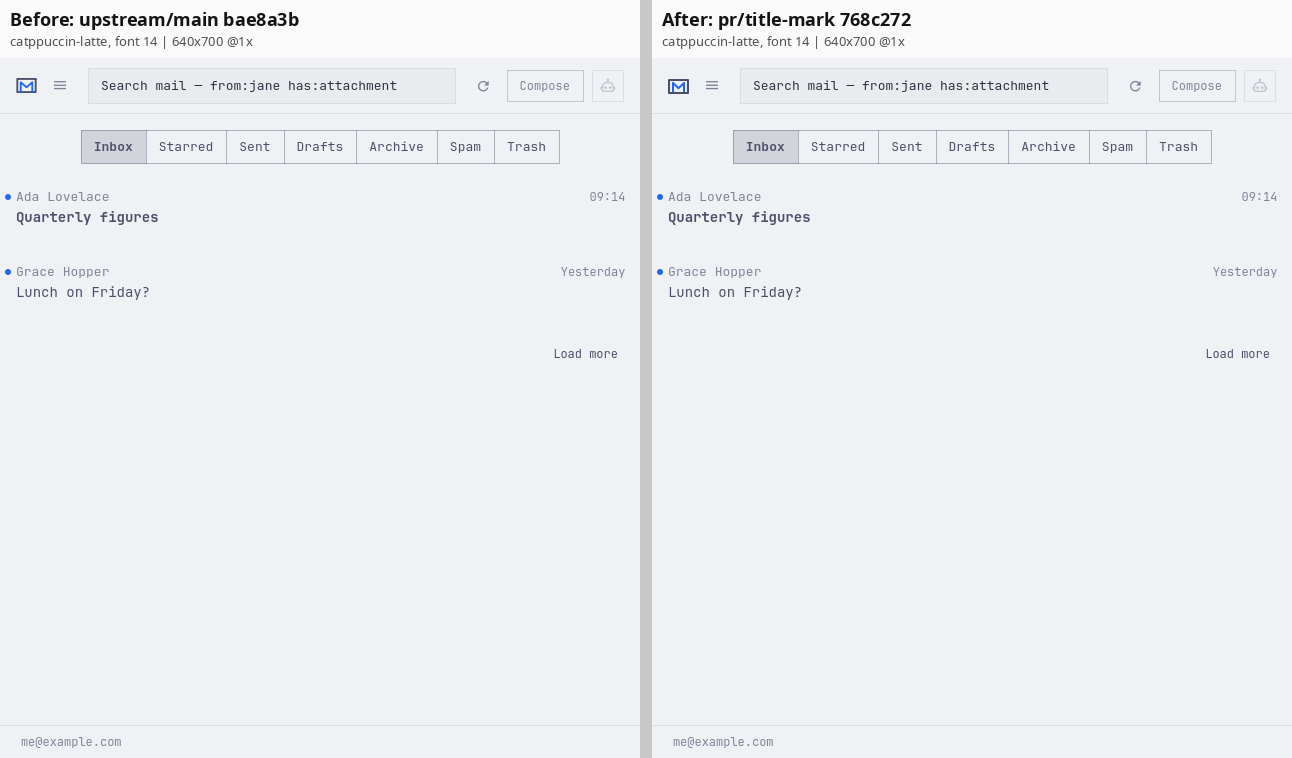 Before: upstream/main bae8a3b
catppuccin-latte, font 14 | 640x700 @1x
Search mail — from:jane has:attachment
Compose
Inbox Starred Sent Drafts Archive Spam Trash
Ada Lovelace 09:14
Quarterly figures
Grace Hopper Yesterday
Lunch on Friday?
Load more
me@example.com
After: pr/title-mark 768c272
catppuccin-latte, font 14 | 640x700 @1x
Search mail — from:jane has:attachment
Compose
Inbox Starred Sent Drafts Archive Spam Trash
Ada Lovelace 09:14
Quarterly figures
Grace Hopper Yesterday
Lunch on Friday?
Load more
me@example.com